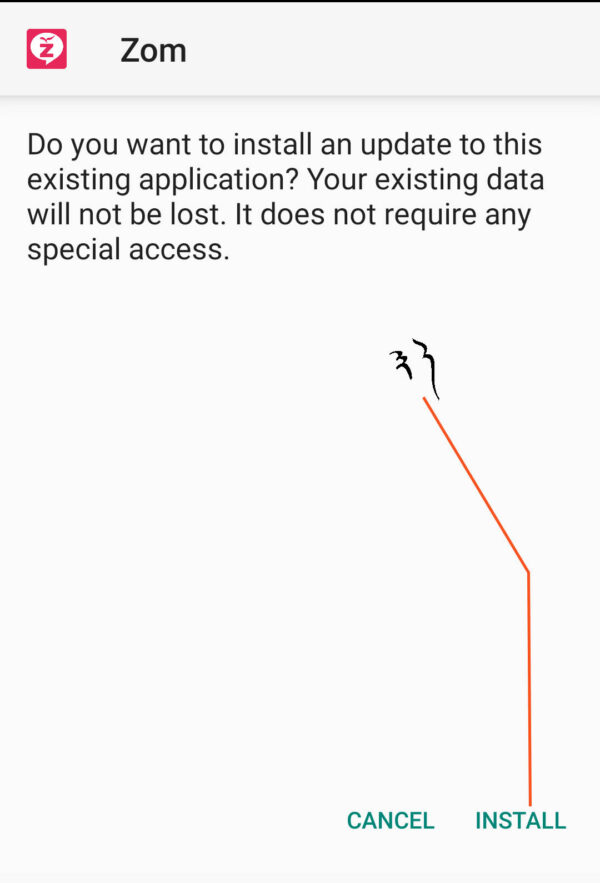 Zom
Do you want to install an update to this
existing application? Your existing data
will not be lost. It does not require any
special access.
CANCEL INSTALL